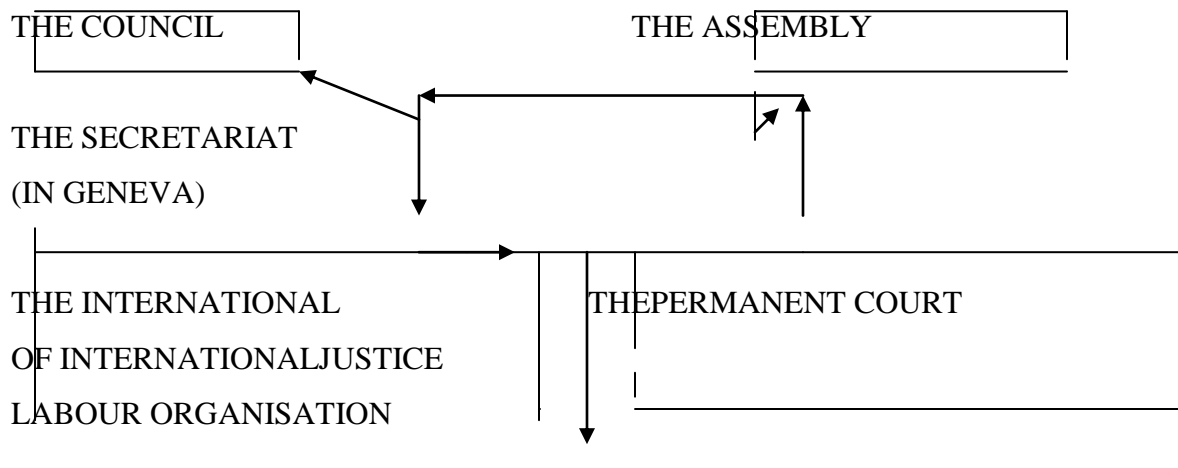 THE COUNCIL THE ASSEMBLY
THE SECRETARIAT
(IN GENEVA)
THE INTERNATIONAL THEPERMANENT COURT
OF INTERNATIONALJUSTICE
LABOUR ORGANISATION